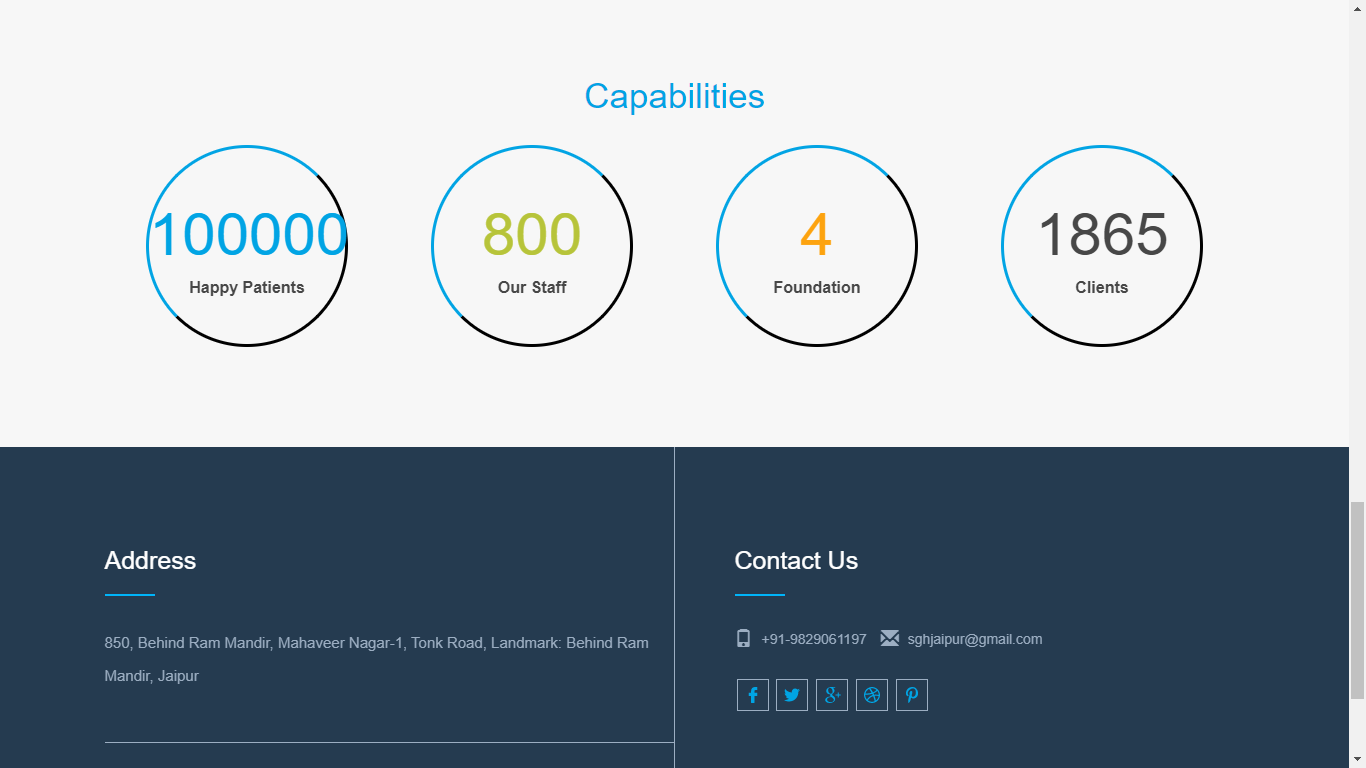 Capabilities
100000
Happy Patients
800
Our Staff
4
Foundation
1865
Clients
Address
850, Behind Ram Mandir, Mahaveer Nagar-1, Tonk Road, Landmark: Behind Ram
Mandir, Jaipur
Contact Us
+91-9829061197 sghjaipur@gmail.com